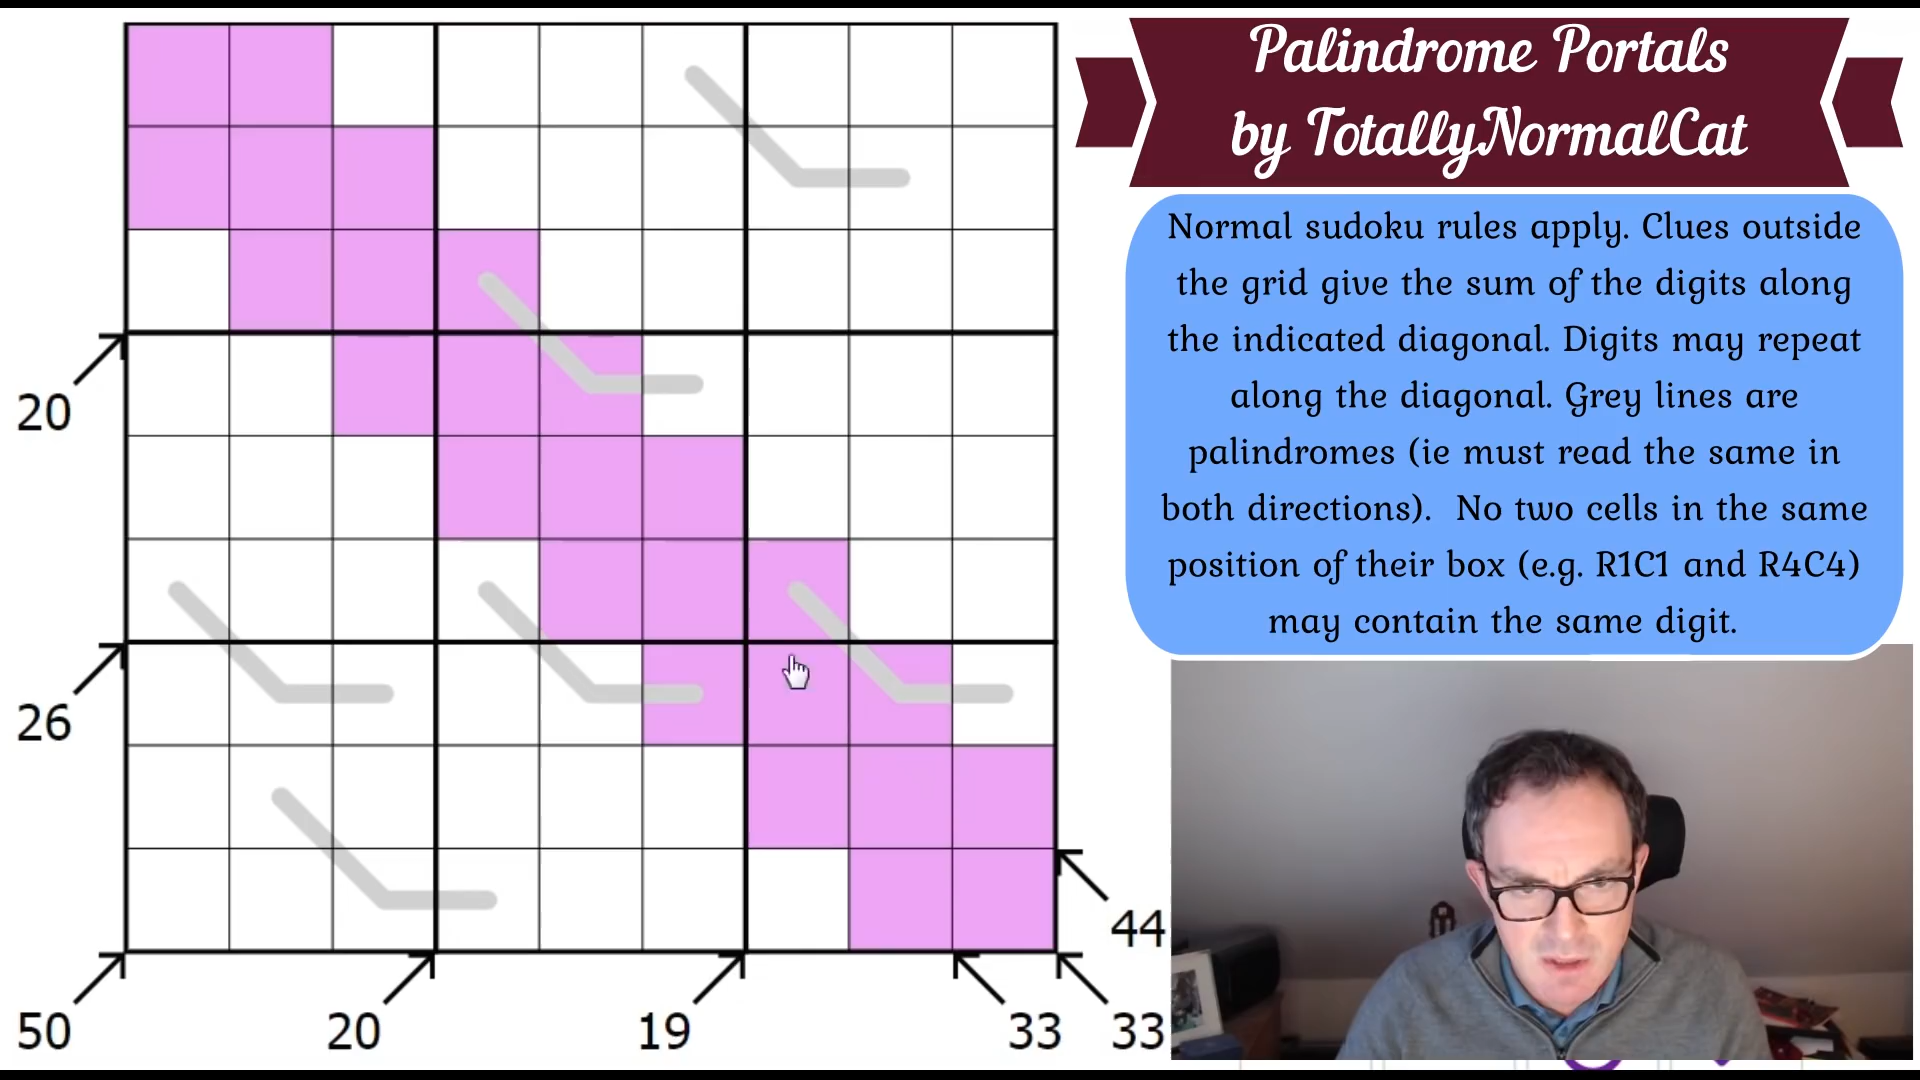 Palindrome Portals
by TotallyNormalCat
Normal sudoku rules apply. Clues outside
the grid give the sum of the digits along
the indicated diagonal. Digits may repeat
along the diagonal. Grey lines are
palindromes (ie must read the same in
both directions).  No two cells in the same
position of their box (e.g. R1C1 and R4C4)
may contain the same digit.
20
26
44
50
20
19
33
33